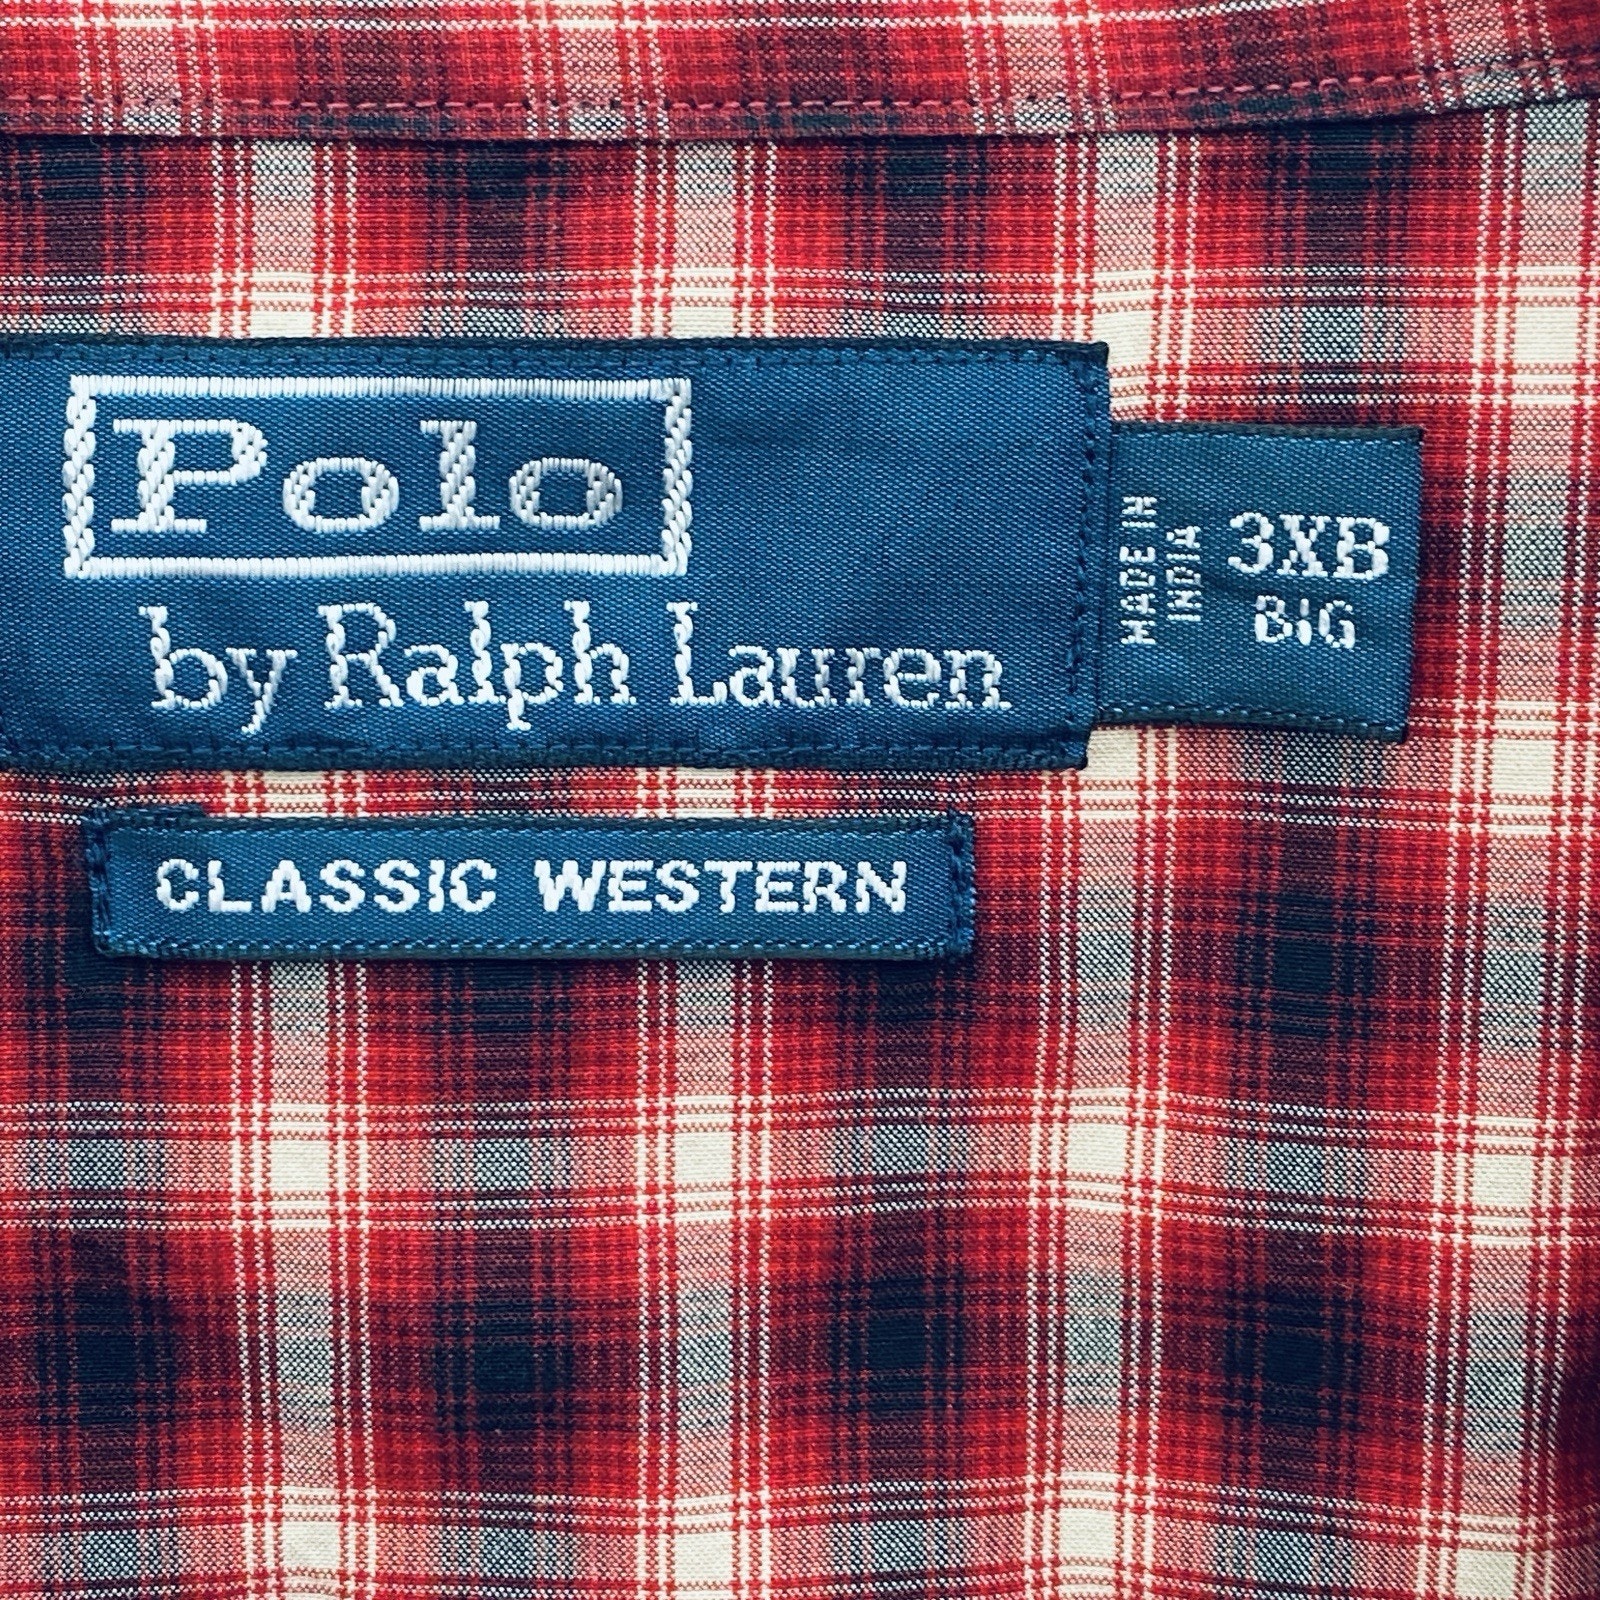 Polo
by Ralph Lauren
MADE IN
INDIA
3XB
BIG
CLASSIC WESTERN